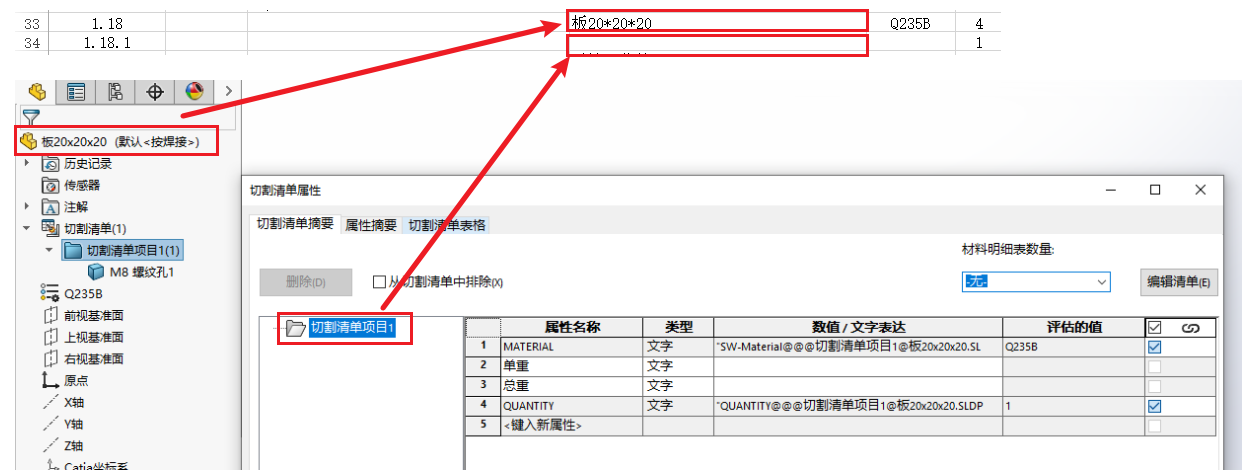 33 1.18 板20*20*20 Q235B 4
34 1.18.1 1
板20x20x20 (默认<按焊接>)
历史记录
传感器
注解
切割清单(1)
切割清单项目1(1)
M8 螺纹孔1
Q235B
前视基准面
上视基准面
右视基准面
原点
X轴
Y轴
Z轴
Catia坐标系
切割清单属性
切割清单摘要 属性摘要 切割清单表格
材料明细表数量:
删除(D) 从切割清单中排除(X) -无- 编辑清单(E)
切割清单项目1
属性名称 类型 数值 / 文字表达 评估的值
1 MATERIAL 文字 "SW-Material@@@切割清单项目1@板20x20x20.SL Q235B
2 单重 文字
3 总重 文字
4 QUANTITY 文字 "QUANTITY@@@切割清单项目1@板20x20x20.SLDP 1
5 <键入新属性>